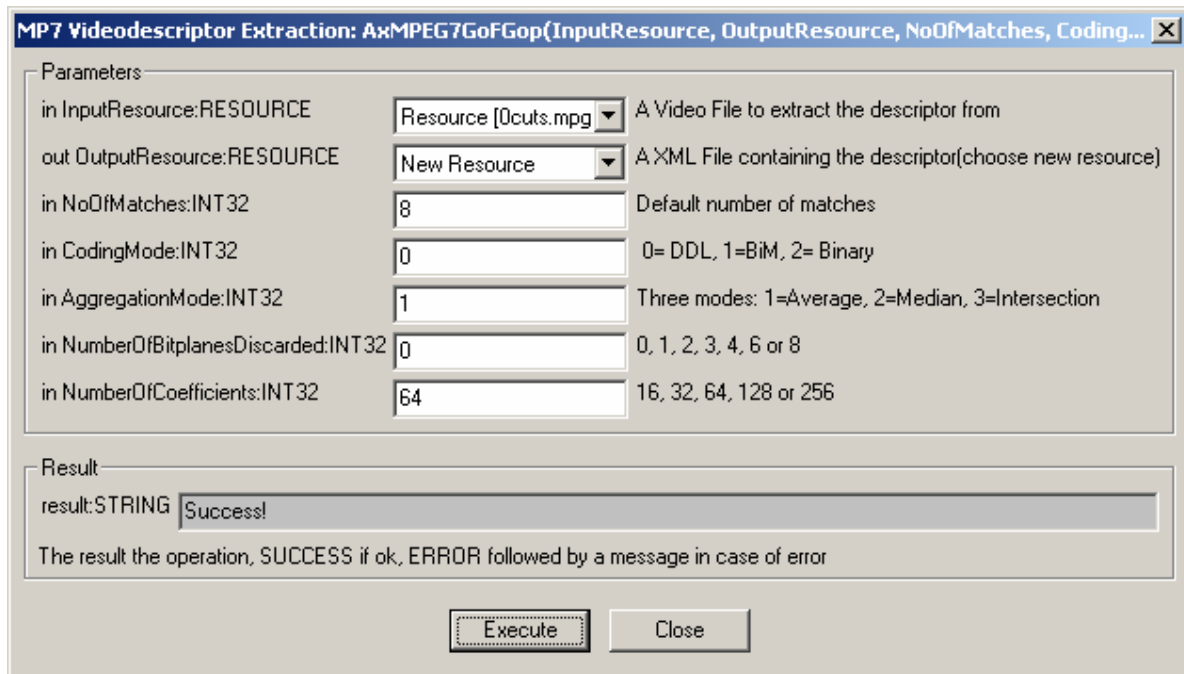 MP7 Videodescriptor Extraction: AxMPEG7GoFGop(InputResource, OutputResource, NoOfMatches, Coding...
Parameters
in InputResource:RESOURCE Resource [0cuts.mpg A Video File to extract the descriptor from
out OutputResource:RESOURCE New Resource A XML File containing the descriptor(choose new resource)
in NoOfMatches:INT32 8 Default number of matches
in CodingMode:INT32 0 0= DDL, 1=BiM, 2= Binary
in AggregationMode:INT32 1 Three modes: 1=Average, 2=Median, 3=Intersection
in NumberOfBitplanesDiscarded:INT32 0 0, 1, 2, 3, 4, 6 or 8
in NumberOfCoefficients:INT32 64 16, 32, 64, 128 or 256
Result
result:STRING Success!
The result the operation, SUCCESS if ok, ERROR followed by a message in case of error
Execute Close